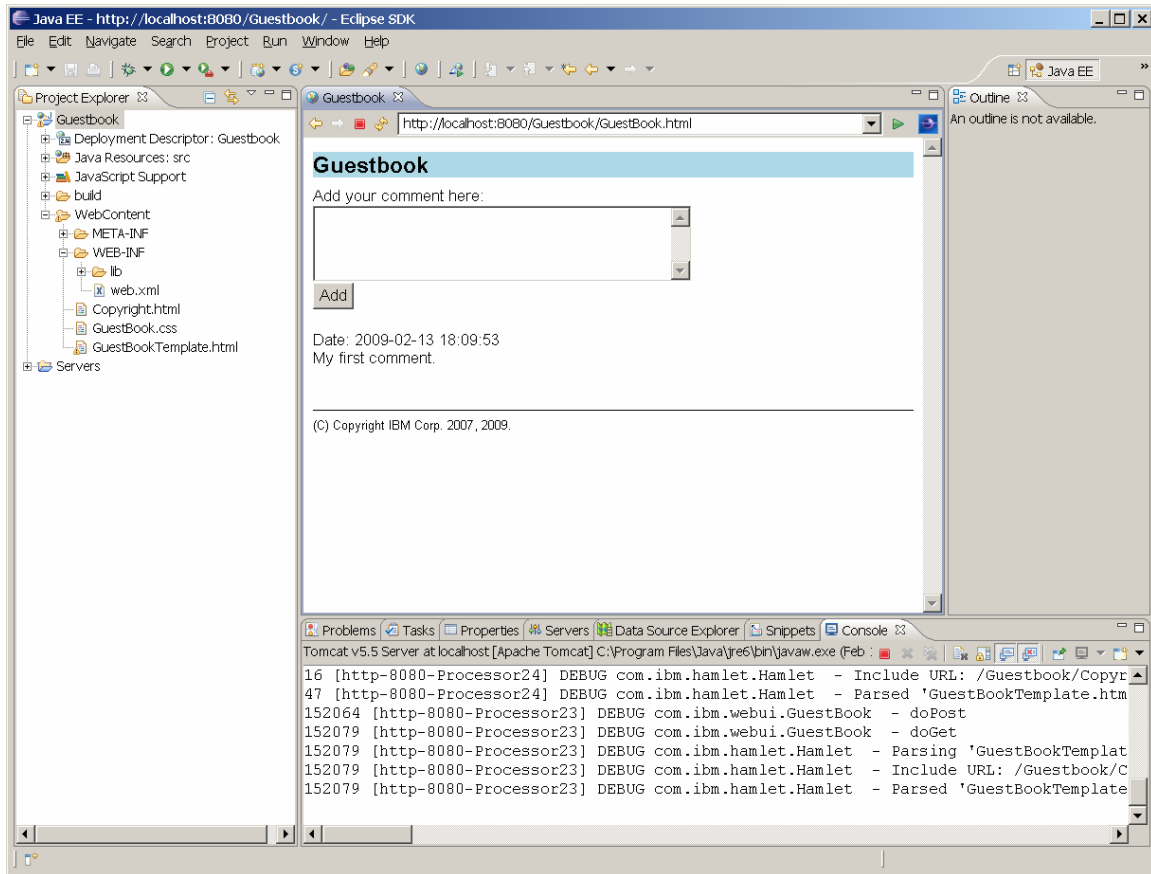 Java EE - http://localhost:8080/Guestbook/ - Eclipse SDK
File Edit Navigate Search Project Run Window Help
Java EE
Project Explorer
Guestbook
Deployment Descriptor: Guestbook
Java Resources: src
JavaScript Support
build
WebContent
META-INF
WEB-INF
lib
web.xml
Copyright.html
GuestBook.css
GuestBookTemplate.html
Servers
Guestbook
http://localhost:8080/Guestbook/GuestBook.html
Guestbook
Add your comment here:
Add
Date: 2009-02-13 18:09:53
My first comment.
(C) Copyright IBM Corp. 2007, 2009.
Outline
An outline is not available.
Problems Tasks Properties Servers Data Source Explorer Snippets Console
Tomcat v5.5 Server at localhost [Apache Tomcat] C:\Program Files\Java\jre6\bin\javaw.exe (Feb :
16 [http-8080-Processor24] DEBUG com.ibm.hamlet.Hamlet - Include URL: /Guestbook/Copyr
47 [http-8080-Processor24] DEBUG com.ibm.hamlet.Hamlet - Parsed 'GuestBookTemplate.htm
152064 [http-8080-Processor23] DEBUG com.ibm.webui.GuestBook - doPost
152079 [http-8080-Processor23] DEBUG com.ibm.webui.GuestBook - doGet
152079 [http-8080-Processor23] DEBUG com.ibm.hamlet.Hamlet - Parsing 'GuestBookTemplat
152079 [http-8080-Processor23] DEBUG com.ibm.hamlet.Hamlet - Include URL: /Guestbook/C
152079 [http-8080-Processor23] DEBUG com.ibm.hamlet.Hamlet - Parsed 'GuestBookTemplate